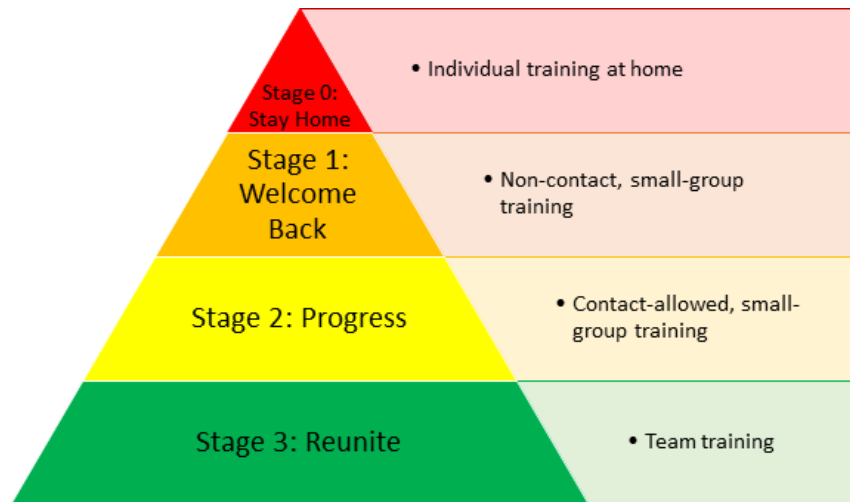 Stage 0:
Stay Home
• Individual training at home
Stage 1:
Welcome
Back
• Non-contact, small-group
training
Stage 2: Progress
• Contact-allowed, small-
group training
Stage 3: Reunite
• Team training